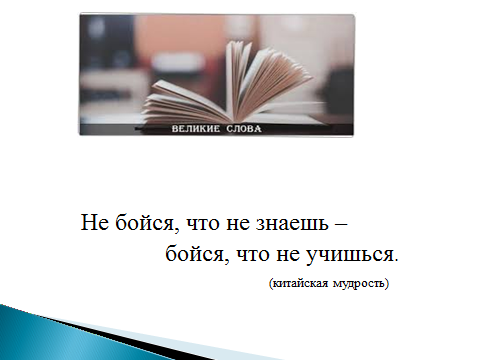 ВЕЛИКИЕ СЛОВА
Не бойся, что не знаешь –
бойся, что не учишься.
(китайская мудрость)